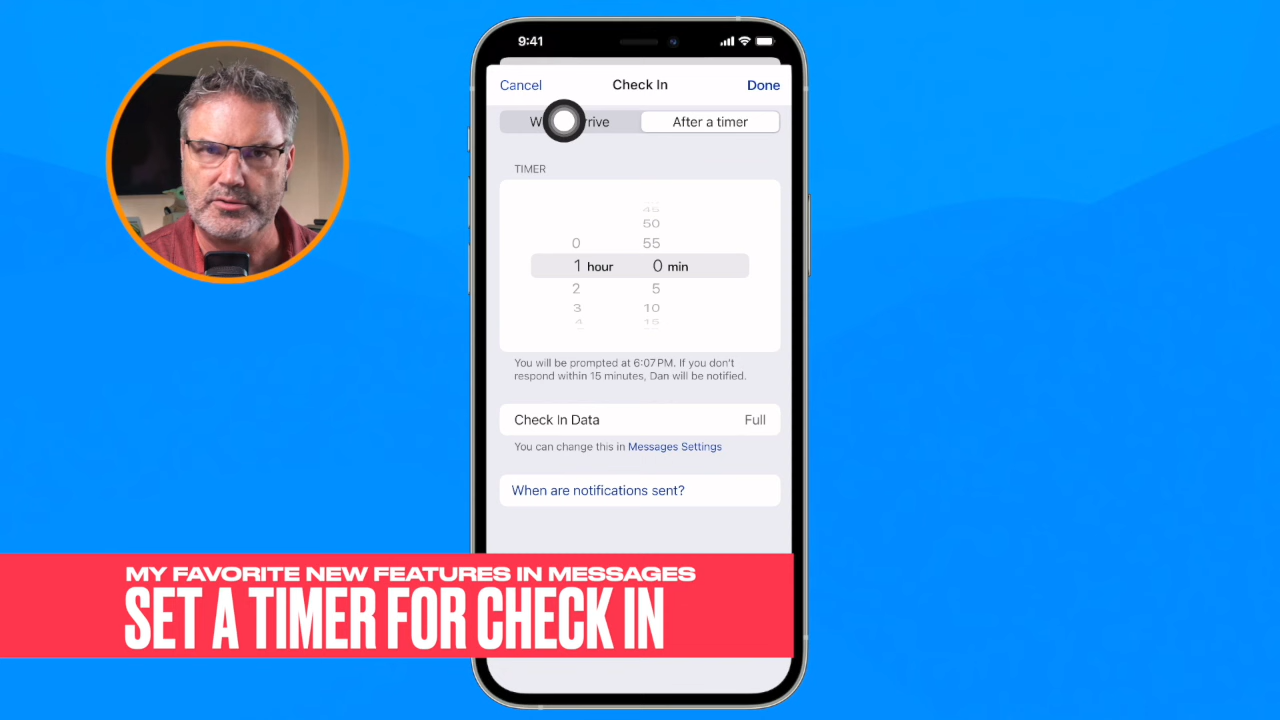 9:41
Cancel
Check In
Done
After a timer
TIMER
45
50
0 55
1 hour 0 min
2 5
3 10
4 15
You will be prompted at 6:07 PM. If you don't
respond within 15 minutes, Dan will be notified.
Check In Data Full
You can change this in Messages Settings
When are notifications sent?
MY FAVORITE NEW FEATURES IN MESSAGES
SET A TIMER FOR CHECK IN